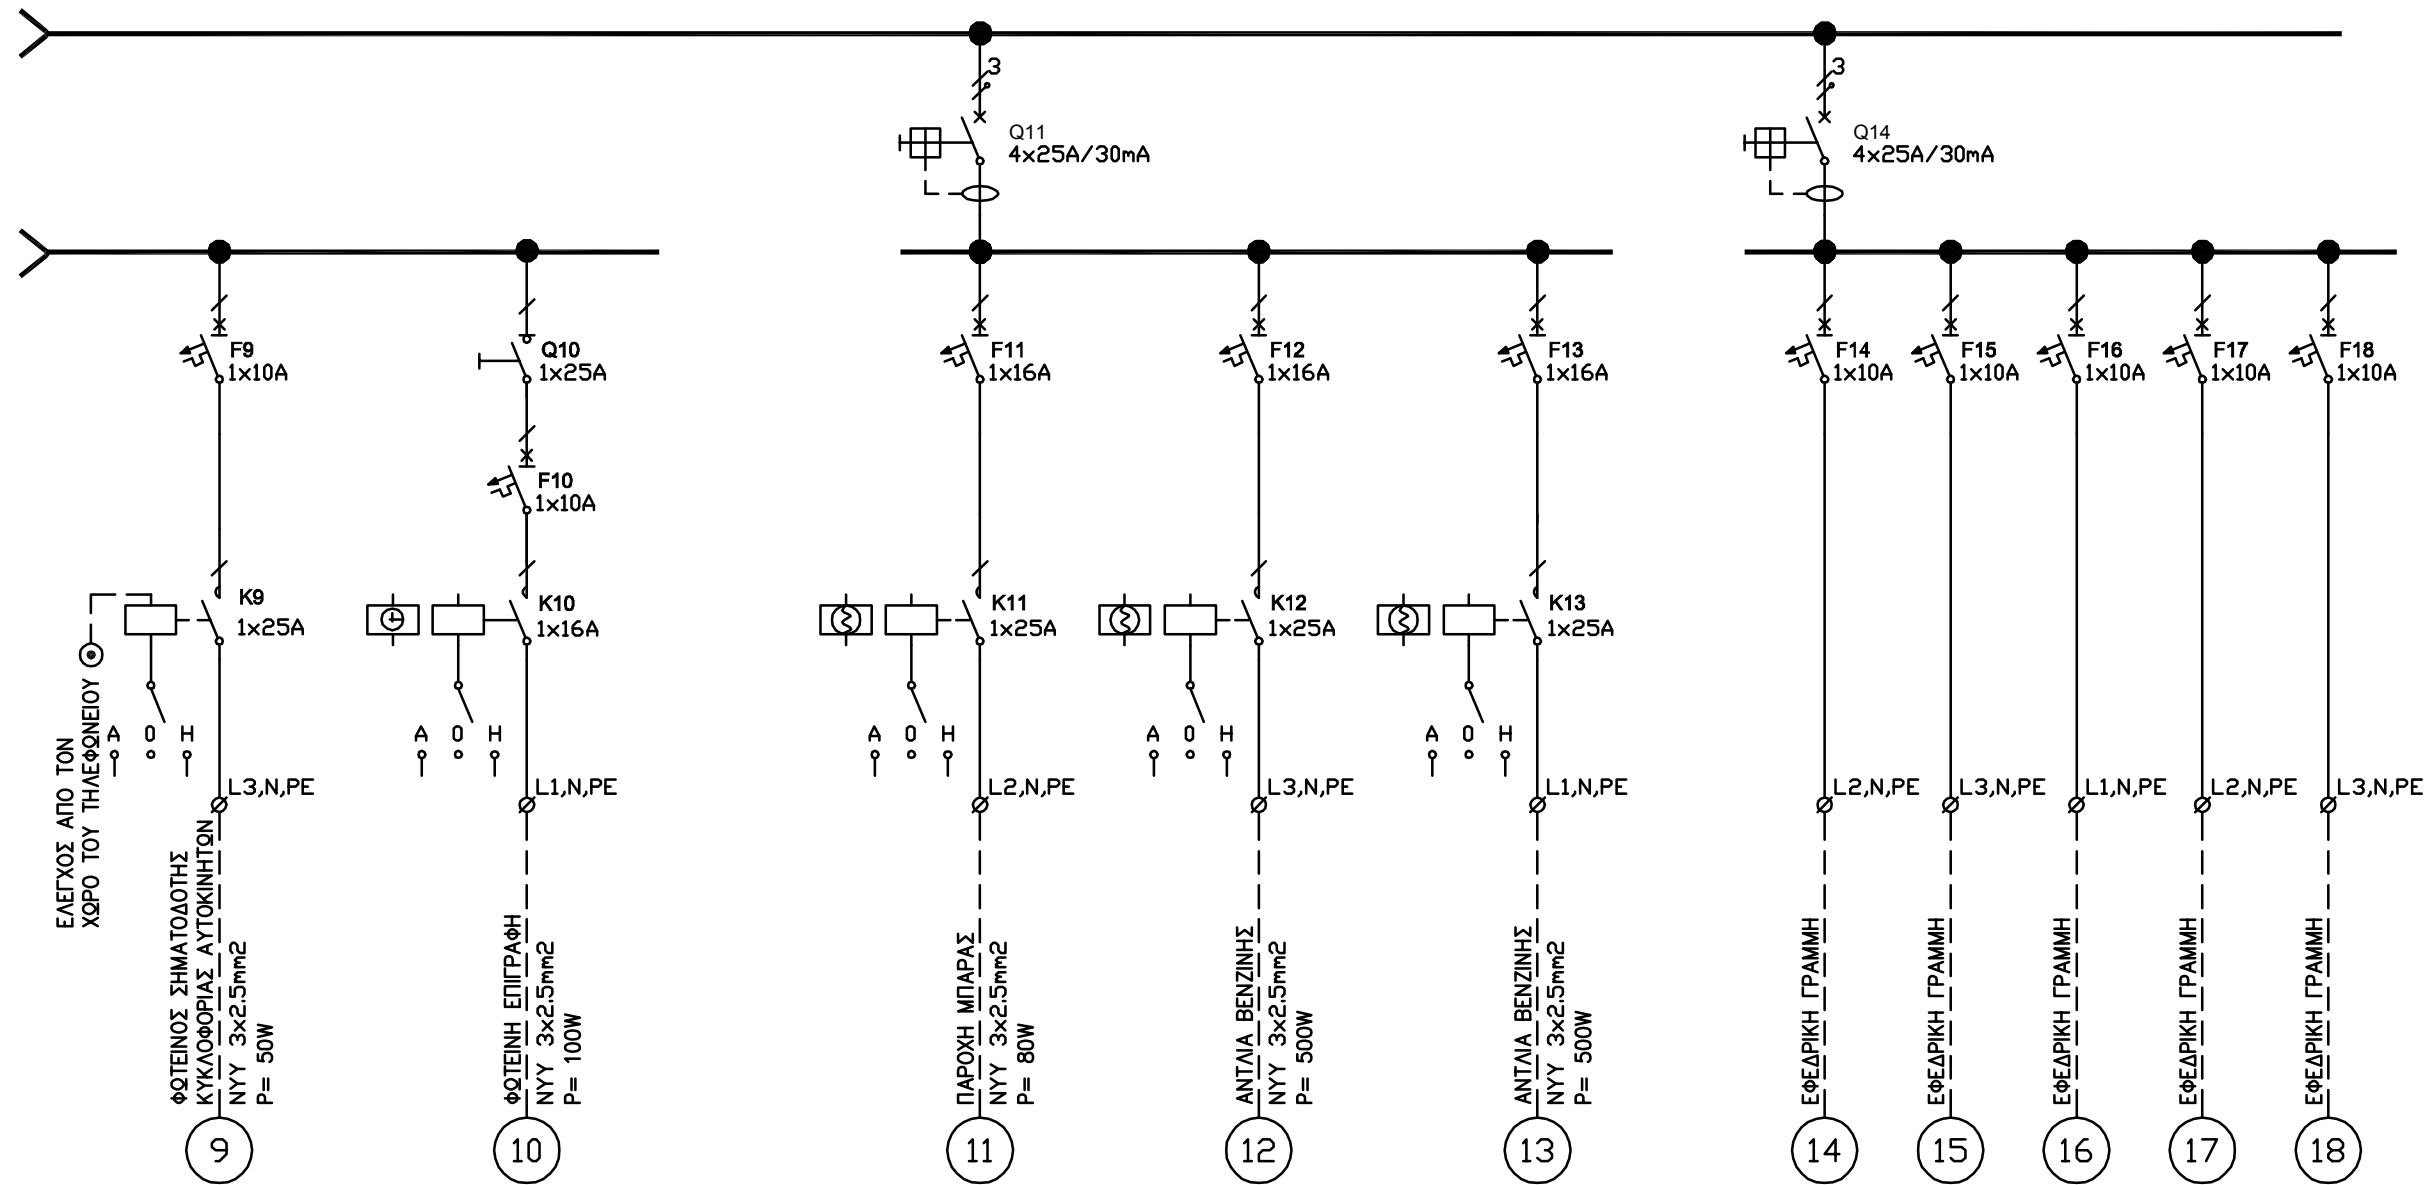 3
3
Q11
4x25A/30mA
Q14
4x25A/30mA
F9
1x10A
Q10
1x25A
F11
1x16A
F12
1x16A
F13
1x16A
F14
1x10A
F15
1x10A
F16
1x10A
F17
1x10A
F18
1x10A
F10
1x10A
K9
1x25A
K10
1x16A
K11
1x25A
K12
1x25A
K13
1x25A
A 0 H
A 0 H
A 0 H
A 0 H
A 0 H
L3,N,PE
L1,N,PE
L2,N,PE
L3,N,PE
L1,N,PE
L2,N,PE
L3,N,PE
L1,N,PE
L2,N,PE
L3,N,PE
ΕΛΕΓΧΟΣ ΑΠΟ ΤΟΝ
ΧΩΡΟ ΤΟΥ ΤΗΛΕΦΩΝΕΙΟΥ
ΦΩΤΕΙΝΟΣ ΣΗΜΑΤΟΔΟΤΗΣ
ΚΥΚΛΟΦΟΡΙΑΣ ΑΥΤΟΚΙΝΗΤΩΝ
NYY 3x2.5mm2
P= 50W
ΦΩΤΕΙΝΗ ΕΠΙΓΡΑΦΗ
NYY 3x2.5mm2
P= 100W
ΠΑΡΟΧΗ ΜΠΑΡΑΣ
NYY 3x2.5mm2
P= 80W
ΑΝΤΛΙΑ ΒΕΝΖΙΝΗΣ
NYY 3x2.5mm2
P= 500W
ΑΝΤΛΙΑ ΒΕΝΖΙΝΗΣ
NYY 3x2.5mm2
P= 500W
ΕΦΕΔΡΙΚΗ ΓΡΑΜΜΗ
ΕΦΕΔΡΙΚΗ ΓΡΑΜΜΗ
ΕΦΕΔΡΙΚΗ ΓΡΑΜΜΗ
ΕΦΕΔΡΙΚΗ ΓΡΑΜΜΗ
ΕΦΕΔΡΙΚΗ ΓΡΑΜΜΗ
9
10
11
12
13
14
15
16
17
18